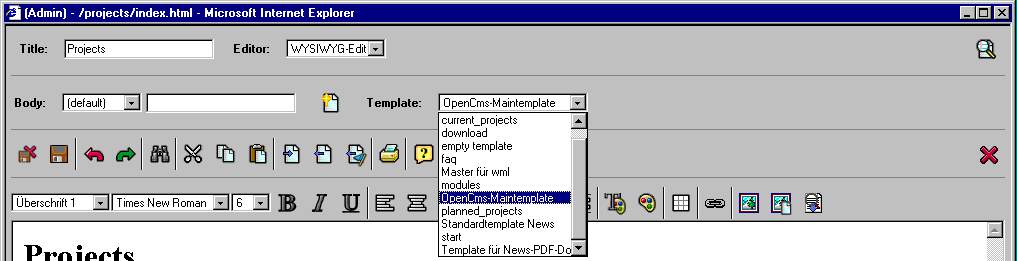 (Admin) - /projects/index.html - Microsoft Internet Explorer
Title: Projects Editor: WYSIWYG-Edit
Body: (default) Template: OpenCms-Maintemplate
current_projects
download
empty template
faq
Master für wml
modules
OpenCms-Maintemplate
planned_projects
Standardtemplate News
start
Template für News-PDF-Do
Überschrift 1 Times New Roman 6 B I U
Projects